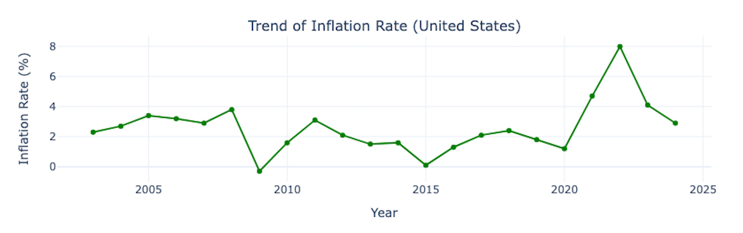 Trend of Inflation Rate (United States)
Inflation Rate (%)
8
6
4
2
0
2005 2010 2015 2020 2025
Year